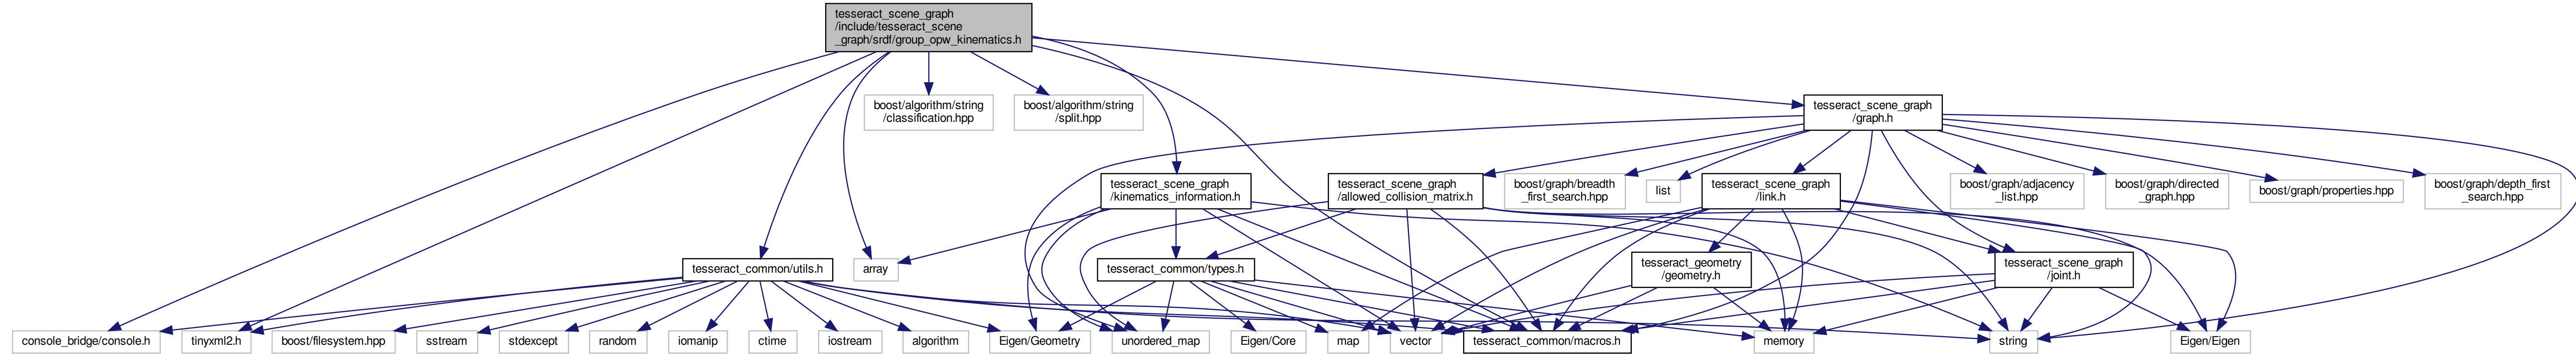 tesseract_scene_graph
/include/tesseract_scene
_graph/srdf/group_opw_kinematics.h
boost/algorithm/string
/classification.hpp
boost/algorithm/string
/split.hpp
tesseract_scene_graph
/graph.h
tesseract_scene_graph
/kinematics_information.h
tesseract_scene_graph
/allowed_collision_matrix.h
boost/graph/breadth
_first_search.hpp
list
tesseract_scene_graph
/link.h
boost/graph/adjacency
_list.hpp
boost/graph/directed
_graph.hpp
boost/graph/properties.hpp
boost/graph/depth_first
_search.hpp
tesseract_common/utils.h
array
tesseract_common/types.h
tesseract_geometry
/geometry.h
tesseract_scene_graph
/joint.h
console_bridge/console.h
tinyxml2.h
boost/filesystem.hpp
sstream
stdexcept
random
iomanip
ctime
iostream
algorithm
Eigen/Geometry
unordered_map
Eigen/Core
map
vector
tesseract_common/macros.h
memory
string
Eigen/Eigen